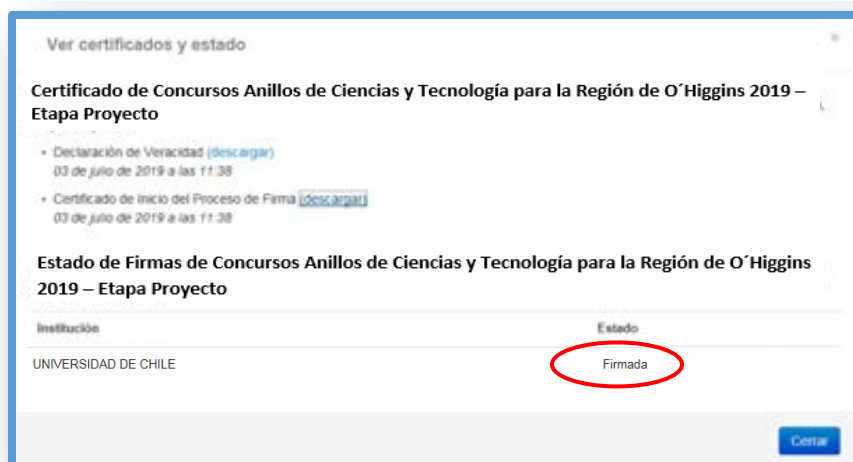 Ver certificados y estado
Certificado de Concursos Anillos de Ciencias y Tecnología para la Región de O´Higgins 2019 –
Etapa Proyecto
• Declaración de Veracidad (descargar)
03 de julio de 2019 a las 11:38
• Certificado de Inicio del Proceso de Firma (descargar)
03 de julio de 2019 a las 11:38
Estado de Firmas de Concursos Anillos de Ciencias y Tecnología para la Región de O´Higgins
2019 – Etapa Proyecto
Institución Estado
UNIVERSIDAD DE CHILE Firmada
Cerrar